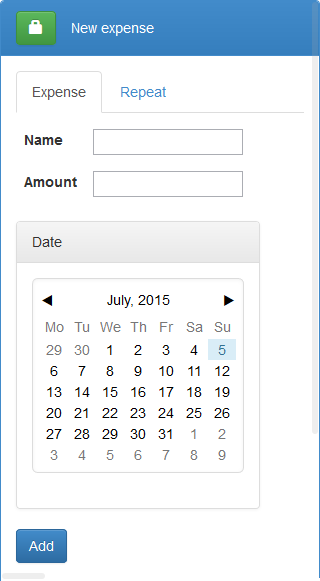 New expense
Expense Repeat
Name
Amount
Date
◀ July, 2015 ▶
Mo Tu We Th Fr Sa Su
29 30 1 2 3 4 5
6 7 8 9 10 11 12
13 14 15 16 17 18 19
20 21 22 23 24 25 26
27 28 29 30 31 1 2
3 4 5 6 7 8 9
Add